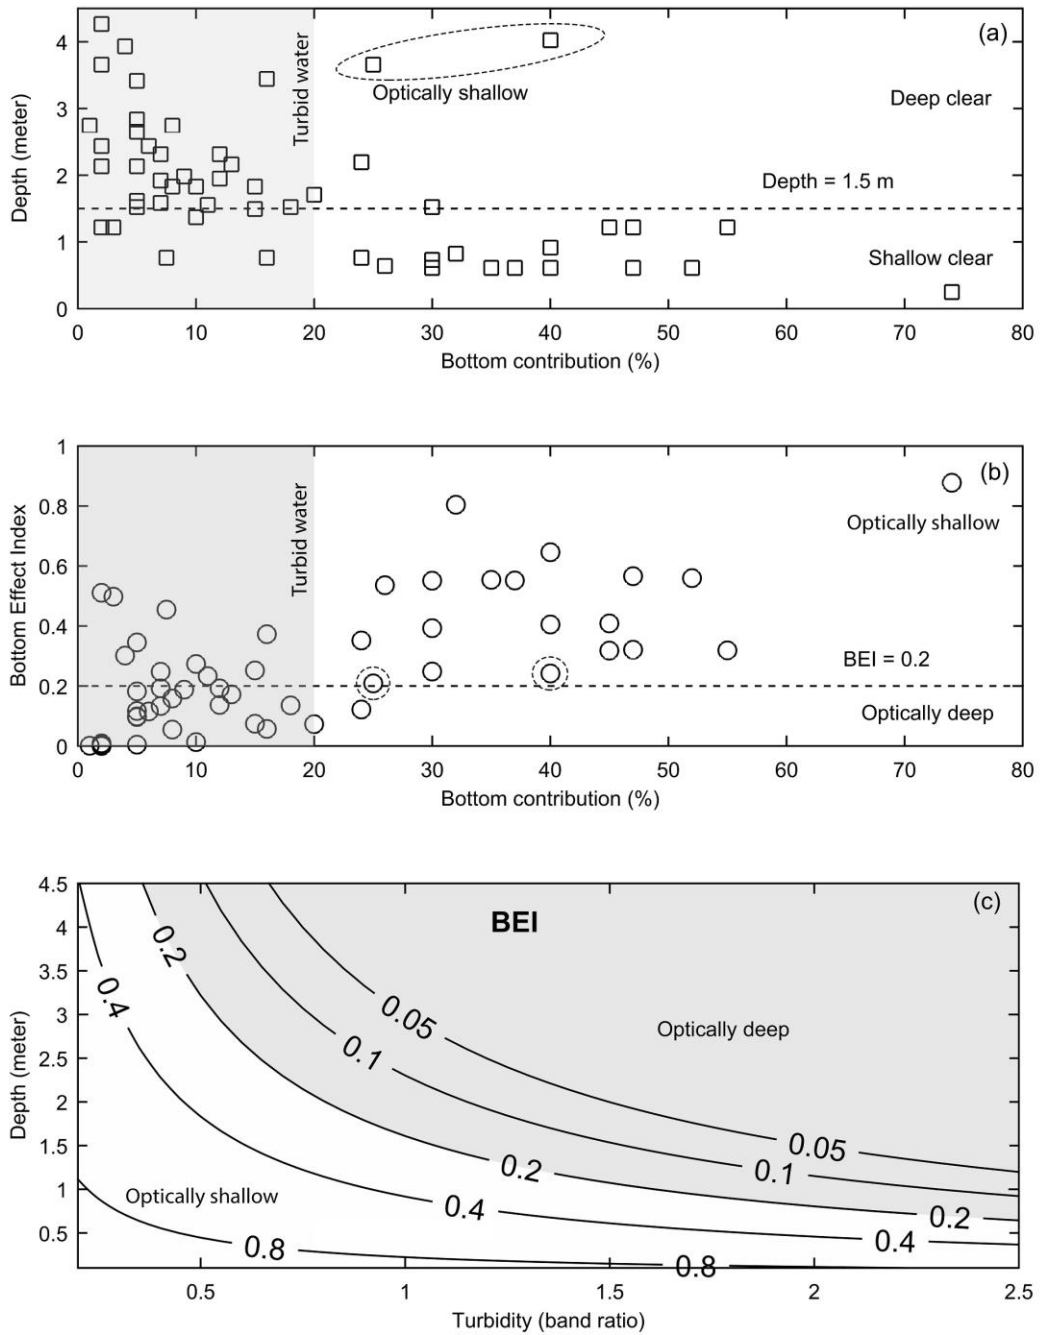 (a)
4
3
2
1
0
Depth (meter)
Turbid water
Optically shallow
Deep clear
Depth = 1.5 m
Shallow clear
0 10 20 30 40 50 60 70 80
Bottom contribution (%)
(b)
1
0.8
0.6
0.4
0.2
0
Bottom Effect Index
Turbid water
Optically shallow
BEI = 0.2
Optically deep
0 10 20 30 40 50 60 70 80
Bottom contribution (%)
(c)
4.5
4
3.5
3
2.5
2
1.5
1
0.5
Depth (meter)
BEI
0.2
0.4
0.05
0.1
Optically deep
0.05
0.1
0.2
0.2
0.4
0.4
Optically shallow
0.8
0.8
0.5 1 1.5 2 2.5
Turbidity (band ratio)